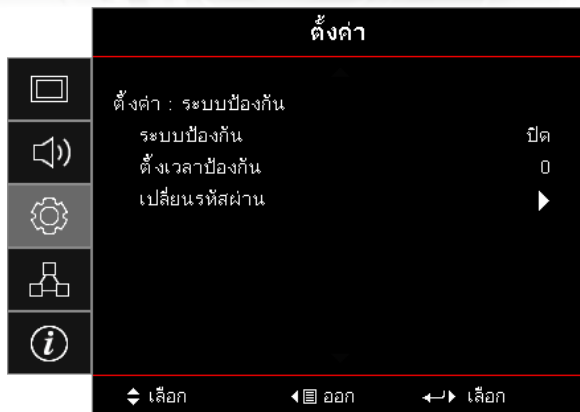 ตั้งค่า
ตั้งค่า : ระบบป้องกัน
ระบบป้องกัน ปิด
ตั้งเวลาป้องกัน 0
เปลี่ยนรหัสผ่าน
เลือก ออก เลือก